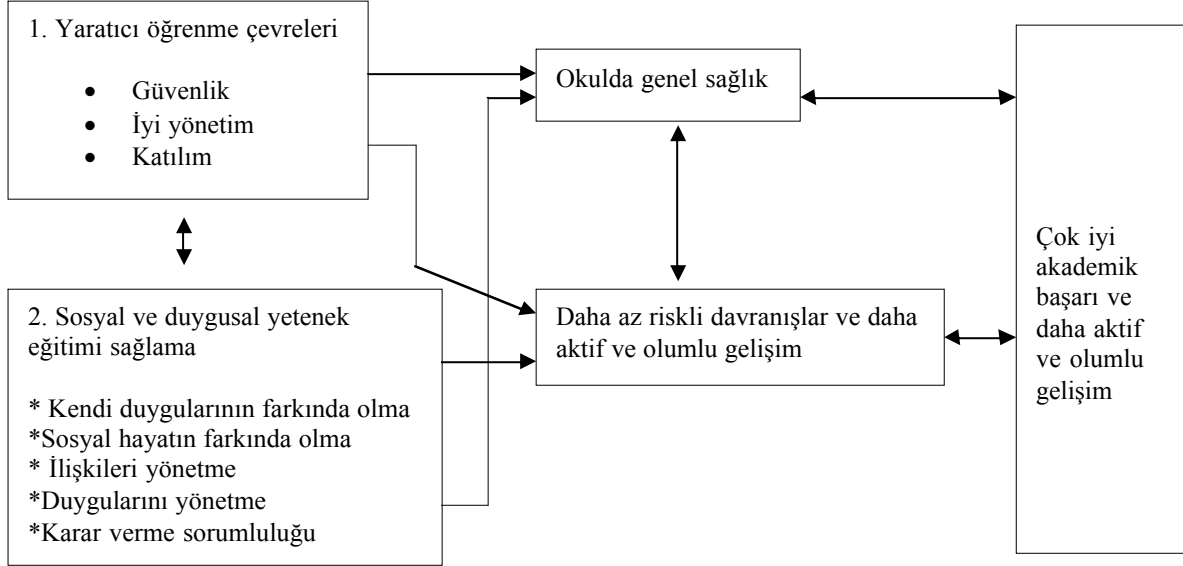 1. Yaratıcı öğrenme çevreleri
• Güvenlik
• İyi yönetim
• Katılım
2. Sosyal ve duygusal yetenek
eğitimi sağlama
* Kendi duygularının farkında olma
*Sosyal hayatın farkında olma
* İlişkileri yönetme
*Duygularını yönetme
*Karar verme sorumluluğu
Okulda genel sağlık
Daha az riskli davranışlar ve daha
aktif ve olumlu gelişim
Çok iyi
akademik
başarı ve
daha aktif
ve olumlu
gelişim